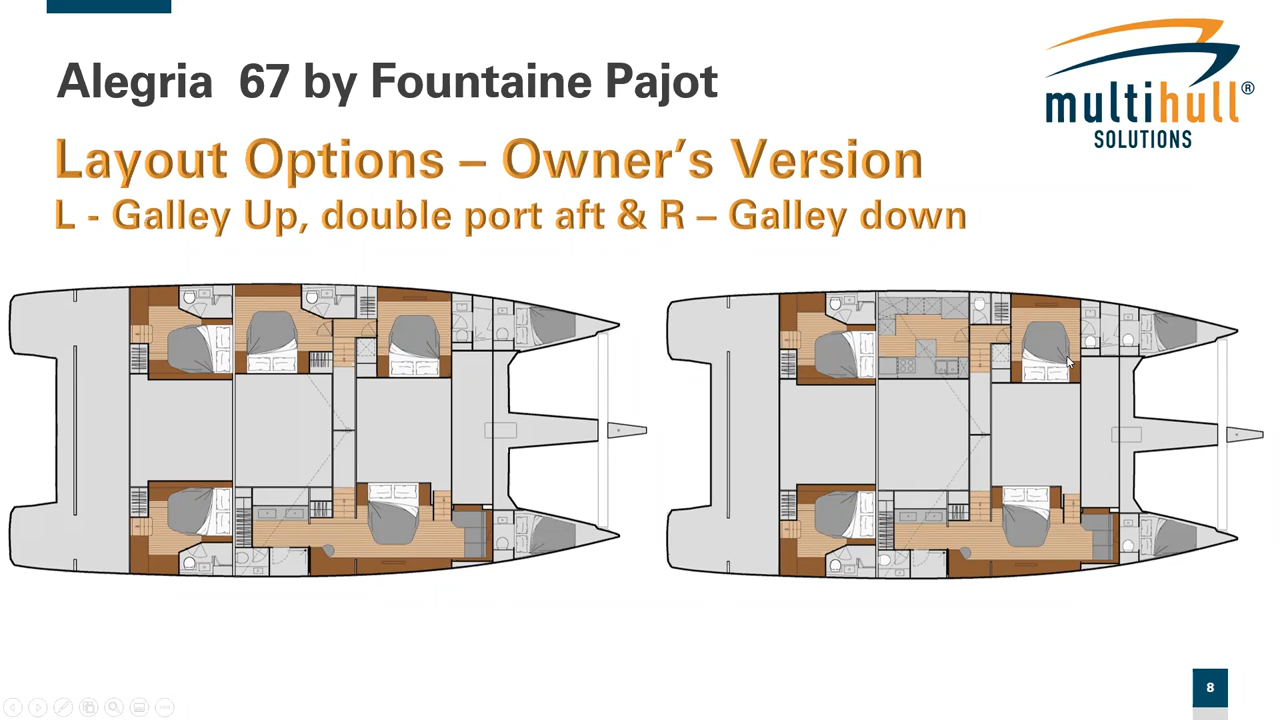 Alegria 67 by Fountaine Pajot
Layout Options – Owner's Version
L - Galley Up, double port aft & R – Galley down
multihull®
SOLUTIONS
8